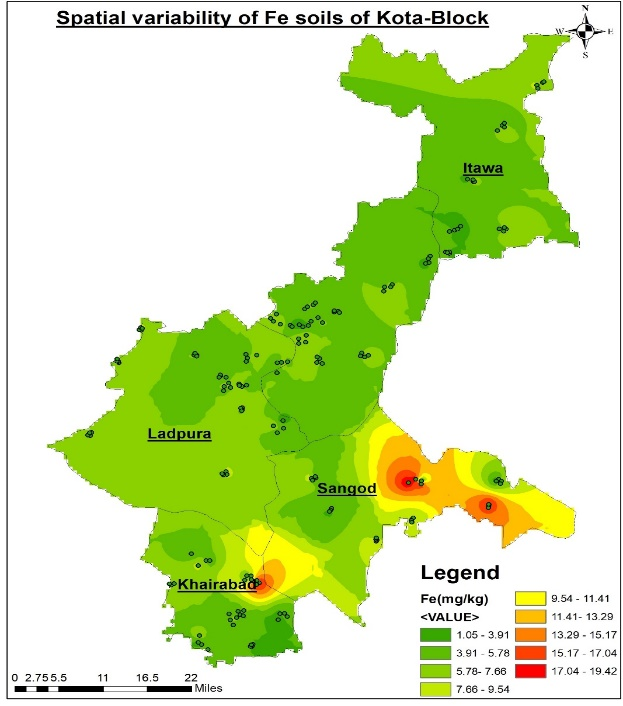 Spatial variability of Fe soils of Kota-Block
N
W E
S
Itawa
Ladpura
Sangod
Khairabad
Legend
Fe(mg/kg)
<VALUE>
1.05 - 3.91
3.91 - 5.78
5.78- 7.66
7.66 - 9.54
9.54 - 11.41
11.41- 13.29
13.29 - 15.17
15.17 - 17.04
17.04 - 19.42
0 2.75 5.5 11 16.5 22
Miles